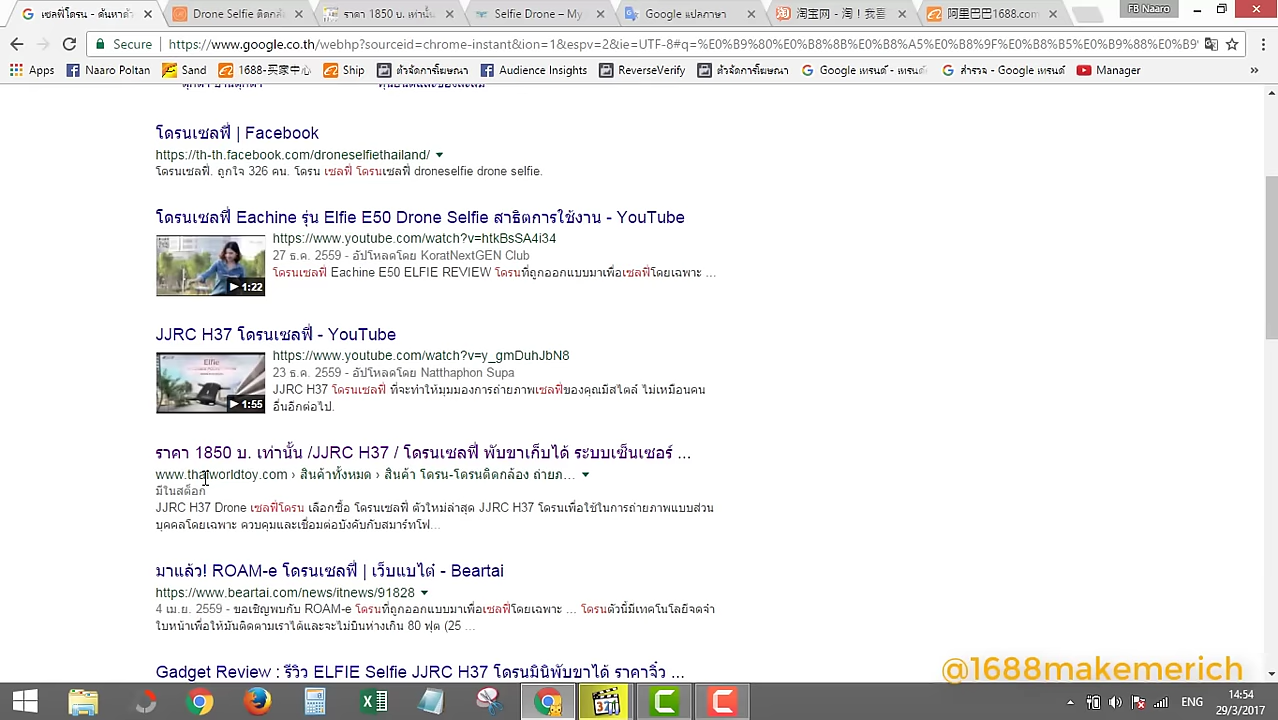 เซลฟี่โดรน - ค้นหาด้ว
Drone Selfie ติดกล้อ
ราคา 1850 บ. เท่านั้น
Selfie Drone – My
Google แปลภาษา
淘宝网 - 淘！我喜
阿里巴巴1688.com
FB Naaro
Secure
https://www.google.co.th/webhp?sourceid=chrome-instant&ion=1&espv=2&ie=UTF-8#q=%E0%B9%80%E0%B8%8B%E0%B8%A5%E0%B8%9F%E0%B8%B5%E0%B9%88%E0%B9%82%E0%B8%94%E0%B8%A3%E0%B8%99%E0%B9
Apps
Naaro Poltan
Sand
1688-买家中心
Ship
ตัวจัดการโฆษณา
Audience Insights
ReverseVerify
ตัวจัดการโฆษณา
Google เทรนด์ - เทรนด์
สำรวจ - Google เทรนด์
Manager
»
โดรนเซลฟี่ | Facebook
https://th-th.facebook.com/droneselfiethailand/
โดรนเซลฟี่. ถูกใจ 326 คน. โดรน เซลฟี่ โดรนเซลฟี่ droneselfie drone selfie.
โดรนเซลฟี่ Eachine รุ่น Elfie E50 Drone Selfie สาธิตการใช้งาน - YouTube
https://www.youtube.com/watch?v=htkBsSA4i34
27 ธ.ค. 2559 - อัปโหลดโดย KoratNextGEN Club
โดรนเซลฟี่ Eachine E50 ELFIE REVIEW โดรนที่ถูกออกแบบมาเพื่อเซลฟี่โดยเฉพาะ ...
1:22
JJRC H37 โดรนเซลฟี่ - YouTube
https://www.youtube.com/watch?v=y_gmDuhJbN8
23 ธ.ค. 2559 - อัปโหลดโดย Natthaphon Supa
JJRC H37 โดรนเซลฟี่ ที่จะทำให้มุมมองการถ่ายภาพเซลฟี่ของคุณมีสไตล์ ไม่เหมือนคน
อื่นอีกต่อไป.
Elfie
1:55
ราคา 1850 บ. เท่านั้น /JJRC H37 / โดรนเซลฟี่ พับขาเก็บได้ ระบบเซ็นเซอร์ ...
www.thaiworldtoy.com › สินค้าทั้งหมด › สินค้า โดรน-โดรนติดกล้อง ถ่ายภ...
มีในสต็อก
JJRC H37 Drone เซลฟี่โดรน เลือกซื้อ โดรนเซลฟี่ ตัวใหม่ล่าสุด JJRC H37 โดรนเพื่อใช้ในการถ่ายภาพแบบส่วน
บุคคลโดยเฉพาะ ควบคุมและเชื่อมต่อบังคับกับสมาร์ทโฟ...
มาแล้ว! ROAM-e โดรนเซลฟี่ | เว็บแบไต๋ - Beartai
https://www.beartai.com/news/itnews/91828
4 เม.ย. 2559 - ขอเชิญพบกับ ROAM-e โดรนที่ถูกออกแบบมาเพื่อเซลฟี่โดยเฉพาะ ... โดรนตัวนี้มีเทคโนโลยีจดจำ
ใบหน้าเพื่อให้มันติดตามเราได้และจะไม่บินห่างเกิน 80 ฟุต (25 ...
Gadget Review : รีวิว ELFIE Selfie JJRC H37 โดรนมินิพับขาได้ ราคาจิ๋ว ...
@1688makemerich
321
ENG
14:54
29/3/2017